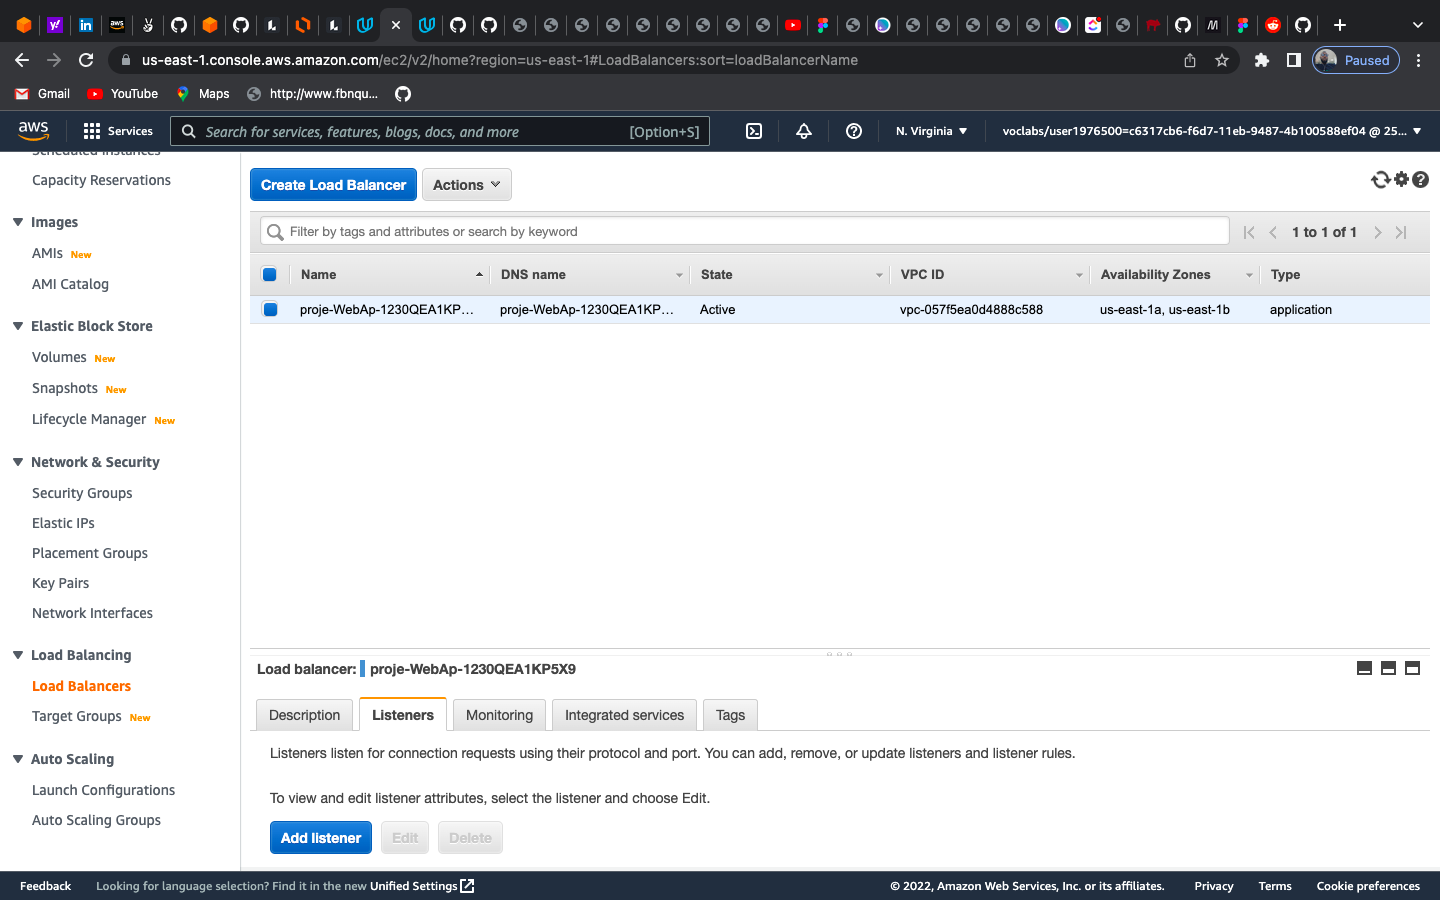 us-east-1.console.aws.amazon.com/ec2/v2/home?region=us-east-1#LoadBalancers:sort=loadBalancerName
Paused
Gmail
YouTube
Maps
http://www.fbnqu...
aws
Services
Search for services, features, blogs, docs, and more
[Option+S]
N. Virginia
voclabs/user1976500=c6317cb6-f6d7-11eb-9487-4b100588ef04 @ 25...
Scheduled Instances
Capacity Reservations
Images
AMIs New
AMI Catalog
Elastic Block Store
Volumes New
Snapshots New
Lifecycle Manager New
Network & Security
Security Groups
Elastic IPs
Placement Groups
Key Pairs
Network Interfaces
Load Balancing
Load Balancers
Target Groups New
Auto Scaling
Launch Configurations
Auto Scaling Groups
Create Load Balancer
Actions
Filter by tags and attributes or search by keyword
1 to 1 of 1
Name DNS name State VPC ID Availability Zones Type
proje-WebAp-1230QEA1KP... proje-WebAp-1230QEA1KP... Active vpc-057f5ea0d4888c588 us-east-1a, us-east-1b application
Load balancer: proje-WebAp-1230QEA1KP5X9
Description Listeners Monitoring Integrated services Tags
Listeners listen for connection requests using their protocol and port. You can add, remove, or update listeners and listener rules.
To view and edit listener attributes, select the listener and choose Edit.
Add listener Edit Delete
Feedback
Looking for language selection? Find it in the new Unified Settings
© 2022, Amazon Web Services, Inc. or its affiliates.
Privacy
Terms
Cookie preferences